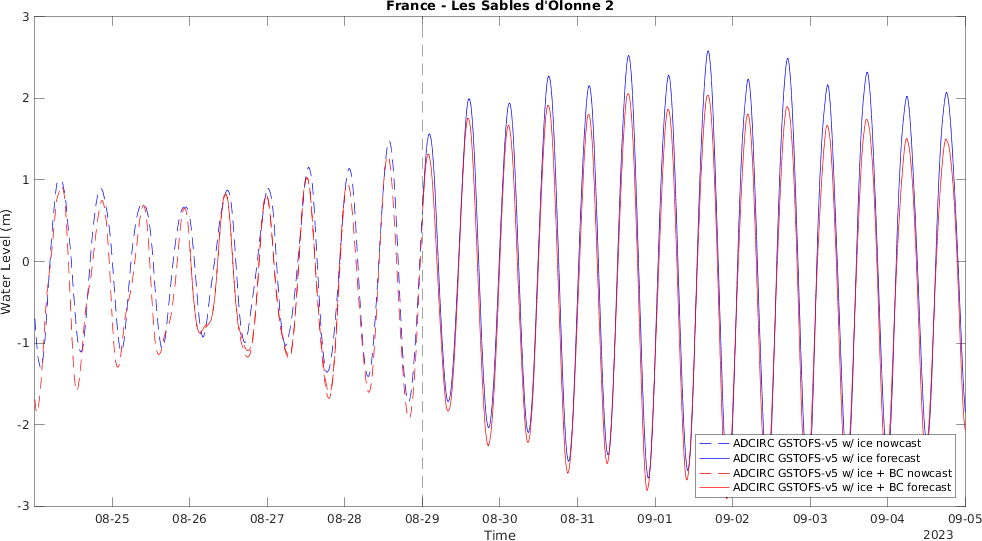 France - Les Sables d'Olonne 2
3
2
1
0
-1
-2
-3
Water Level (m)
ADCIRC GSTOFS-v5 w/ ice nowcast
ADCIRC GSTOFS-v5 w/ ice forecast
ADCIRC GSTOFS-v5 w/ ice + BC nowcast
ADCIRC GSTOFS-v5 w/ ice + BC forecast
08-25 08-26 08-27 08-28 08-29 08-30 08-31 09-01 09-02 09-03 09-04 09-05
Time
2023